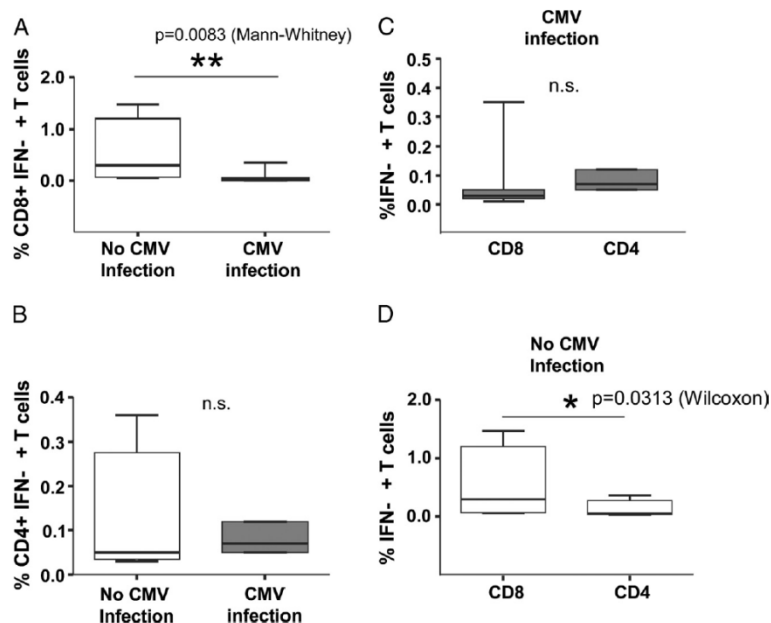 A
p=0.0083 (Mann-Whitney)
**
% CD8+ IFN- + T cells
2.0
1.0
0.0
No CMV
Infection
CMV
infection
B
n.s.
% CD4+ IFN- + T cells
0.4
0.3
0.2
0.1
0.0
No CMV
Infection
CMV
infection
C
CMV
infection
n.s.
%IFN- + T cells
0.5
0.4
0.3
0.2
0.1
0.0
CD8
CD4
D
No CMV
Infection
* p=0.0313 (Wilcoxon)
% IFN- + T cells
2.0
1.0
0.0
CD8
CD4